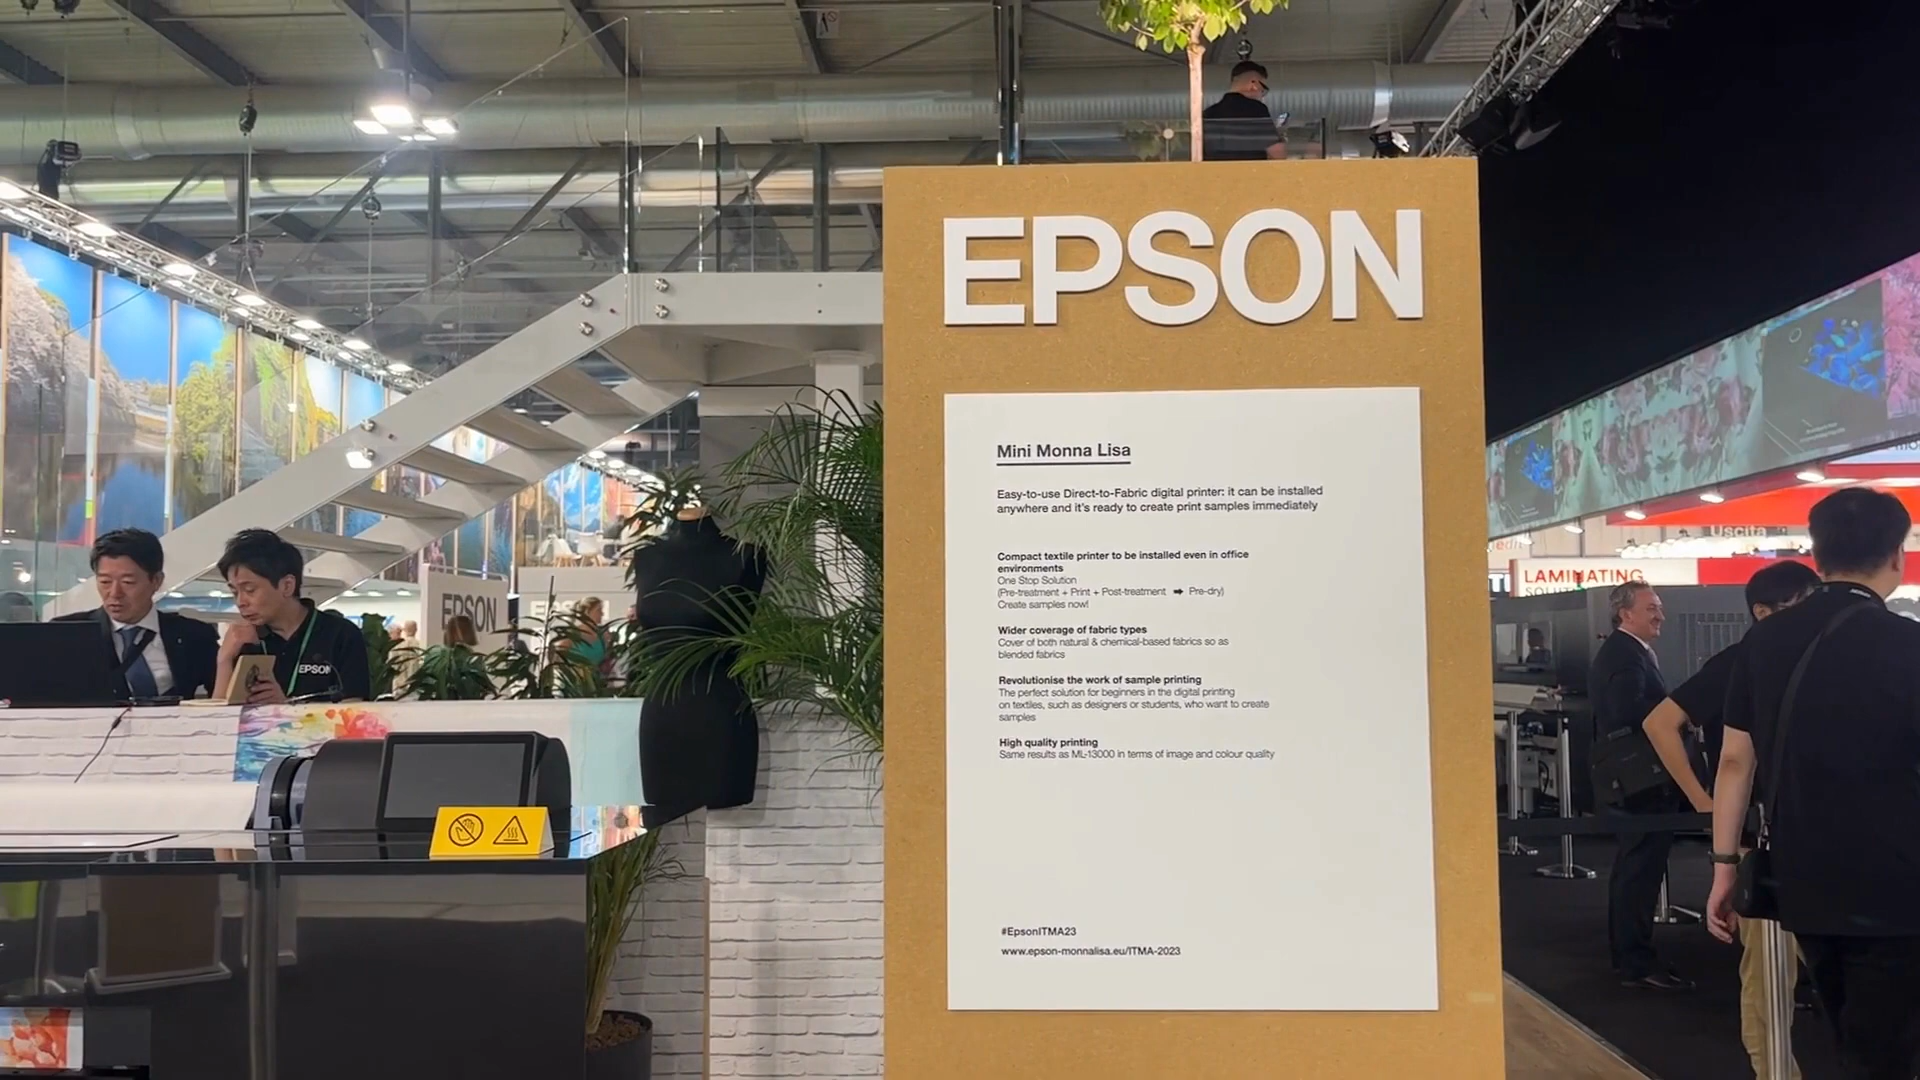 EPSON
Mini Monna Lisa
Easy-to-use Direct-to-Fabric digital printer: it can be installed
anywhere and it's ready to create print samples immediately
Compact textile printer to be installed even in office
environments
One Stop Solution
(Pre-treatment + Print + Post-treatment ➡ Pre-dry)
Create samples now!
Wider coverage of fabric types
Cover of both natural & chemical-based fabrics so as
blended fabrics
Revolutionise the work of sample printing
The perfect solution for beginners in the digital printing
on textiles, such as designers or students, who want to create
samples
High quality printing
Same results as ML-13000 in terms of image and colour quality
#EpsonITMA23
www.epson-monnalisa.eu/ITMA-2023
EPSON
EPSON
EPSON
Uscita
LAMINATING